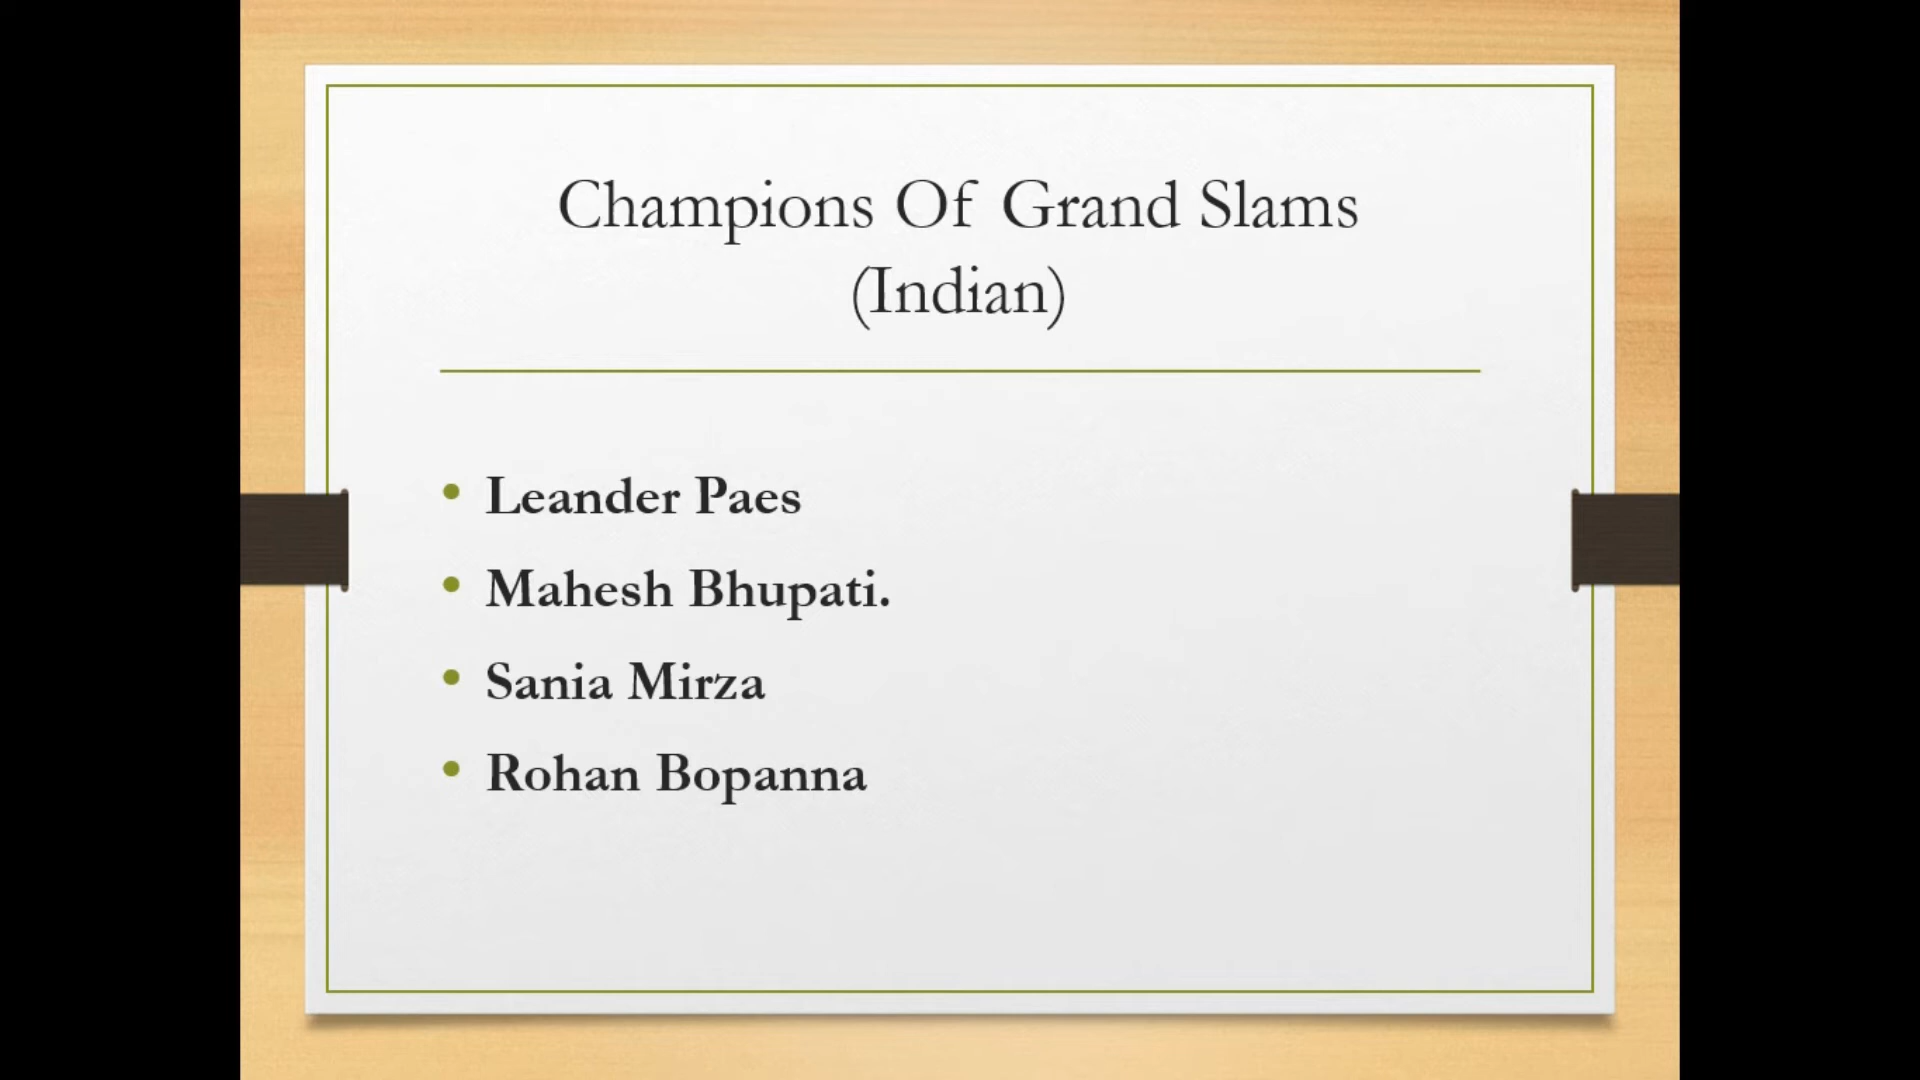 Champions Of Grand Slams
(Indian)
• Leander Paes
• Mahesh Bhupati.
• Sania Mirza
• Rohan Bopanna